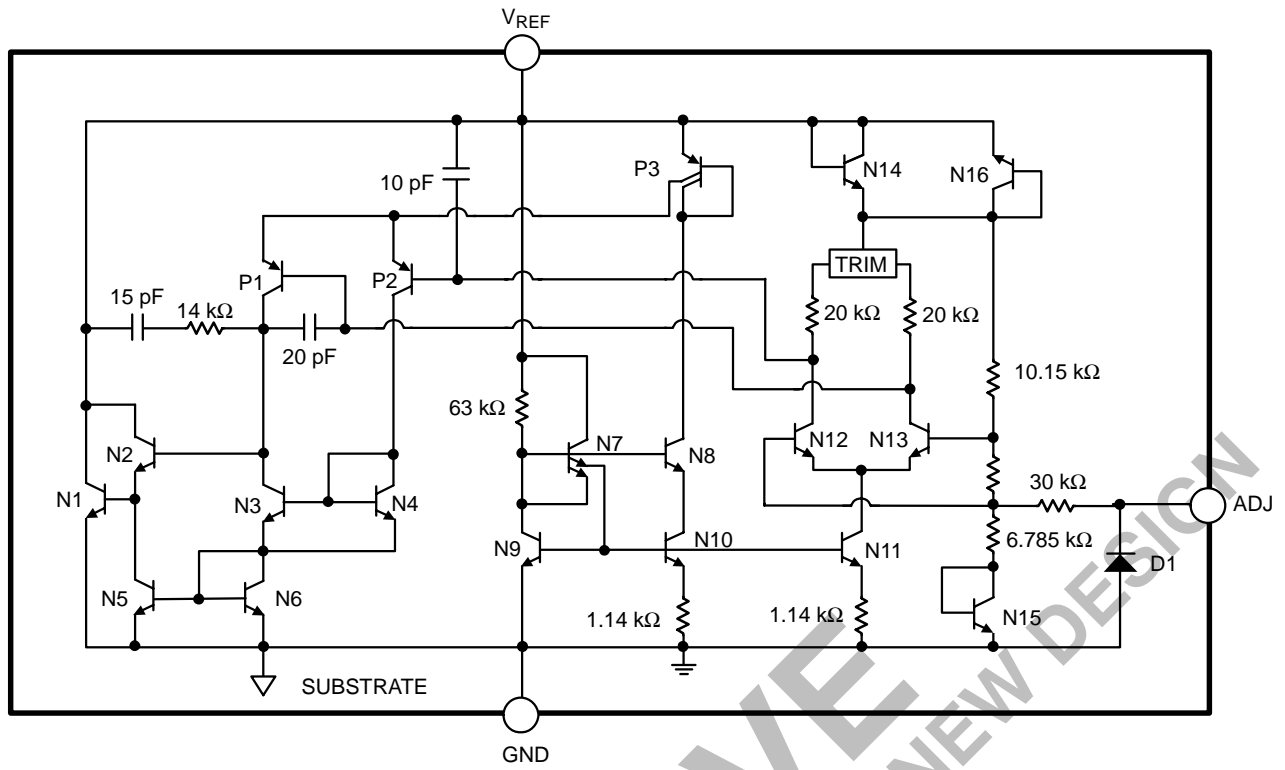 V_REF
P3
N14
N16
10 pF
TRIM
P1
P2
15 pF
14 kΩ
20 kΩ
20 kΩ
20 pF
10.15 kΩ
63 kΩ
N7
N8
N12
N13
N2
30 kΩ
N1
N3
N4
ADJ
N9
N10
N11
6.785 kΩ
D1
N5
N6
N15
1.14 kΩ
1.14 kΩ
SUBSTRATE
GND
NEW DESIGN